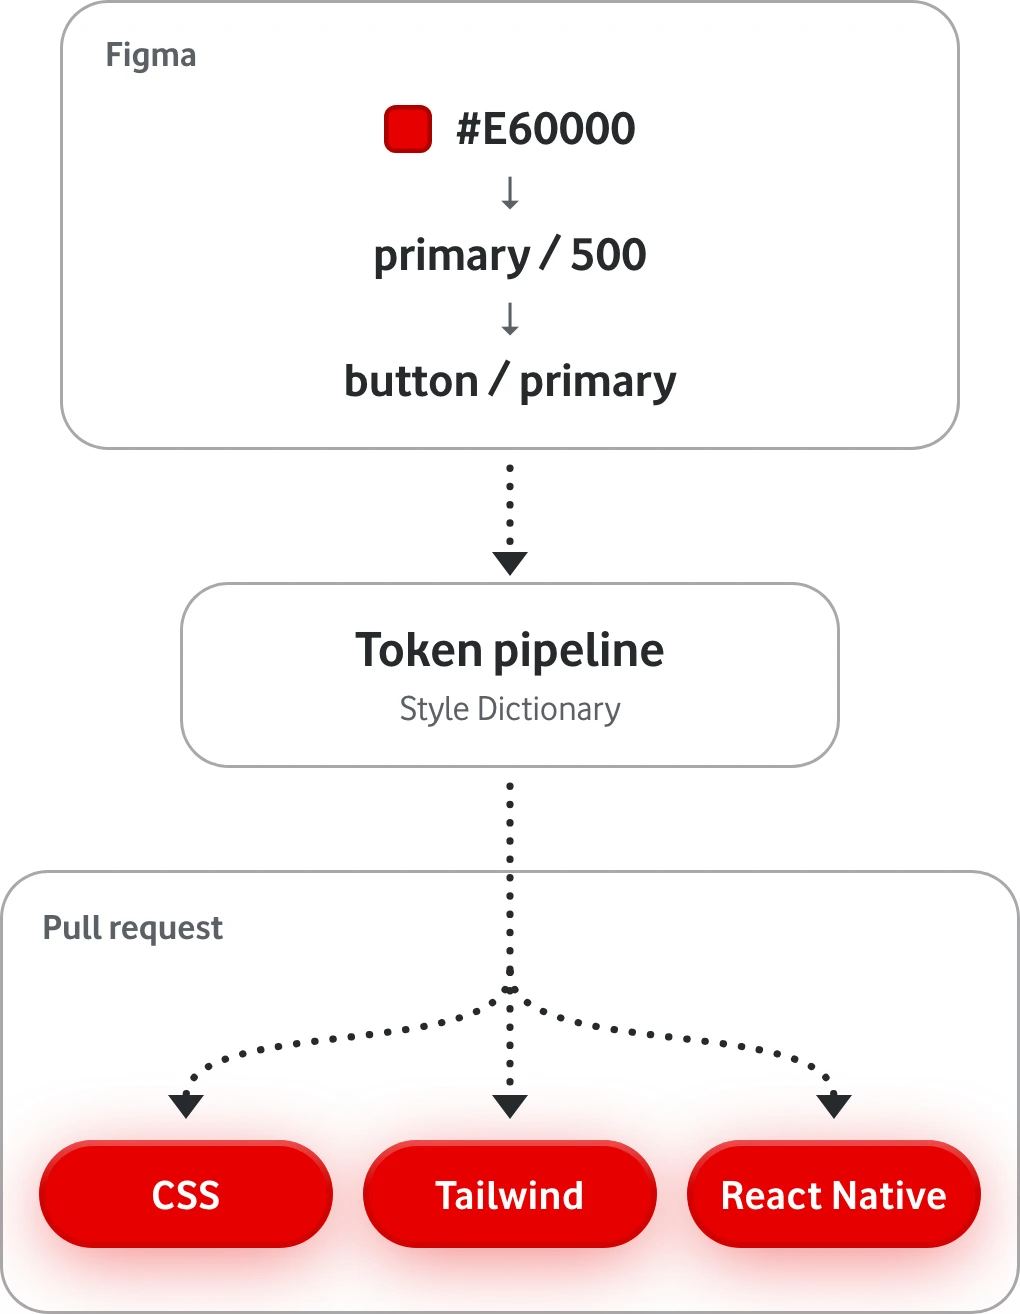 Figma
#E60000
primary / 500
button / primary
Token pipeline
Style Dictionary
Pull request
CSS
Tailwind
React Native